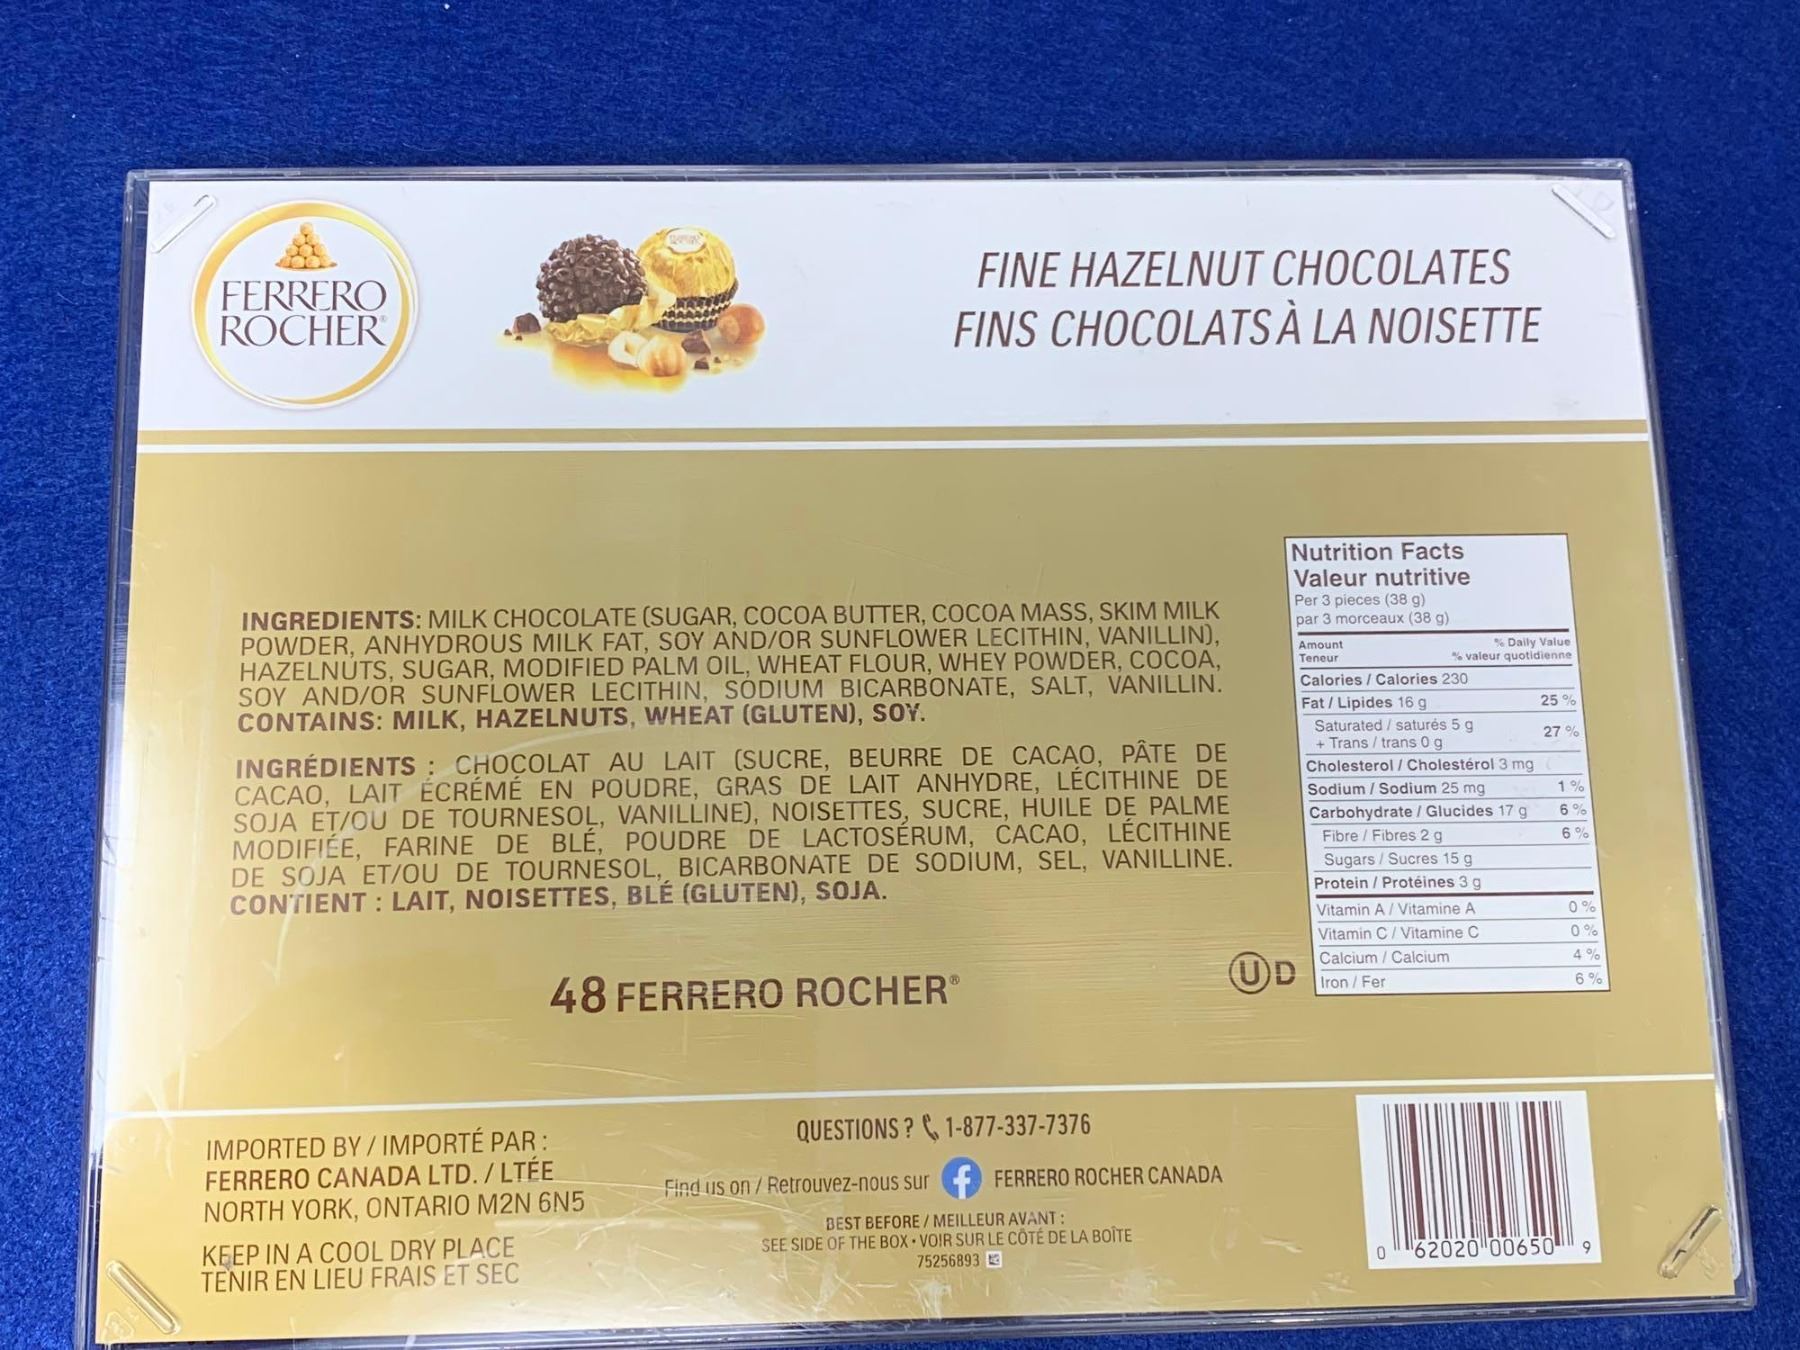 FERRERO
ROCHER®
FINE HAZELNUT CHOCOLATES
FINS CHOCOLATS À LA NOISETTE
INGREDIENTS: MILK CHOCOLATE (SUGAR, COCOA BUTTER, COCOA MASS, SKIM MILK
POWDER, ANHYDROUS MILK FAT, SOY AND/OR SUNFLOWER LECITHIN, VANILLIN),
HAZELNUTS, SUGAR, MODIFIED PALM OIL, WHEAT FLOUR, WHEY POWDER, COCOA,
SOY AND/OR SUNFLOWER LECITHIN, SODIUM BICARBONATE, SALT, VANILLIN.
CONTAINS: MILK, HAZELNUTS, WHEAT (GLUTEN), SOY.
INGRÉDIENTS : CHOCOLAT AU LAIT (SUCRE, BEURRE DE CACAO, PÂTE DE
CACAO, LAIT ÉCRÉMÉ EN POUDRE, GRAS DE LAIT ANHYDRE, LÉCITHINE DE
SOJA ET/OU DE TOURNESOL, VANILLINE), NOISETTES, SUCRE, HUILE DE PALME
MODIFIÉE, FARINE DE BLÉ, POUDRE DE LACTOSÉRUM, CACAO, LÉCITHINE
DE SOJA ET/OU DE TOURNESOL, BICARBONATE DE SODIUM, SEL, VANILLINE.
CONTIENT : LAIT, NOISETTES, BLÉ (GLUTEN), SOJA.
48 FERRERO ROCHER®
U D
Nutrition Facts
Valeur nutritive
Per 3 pieces (38 g)
par 3 morceaux (38 g)
Amount % Daily Value
Teneur % valeur quotidienne
Calories / Calories 230
Fat / Lipides 16 g 25 %
Saturated / saturés 5 g
+ Trans / trans 0 g 27 %
Cholesterol / Cholestérol 3 mg
Sodium / Sodium 25 mg 1 %
Carbohydrate / Glucides 17 g 6 %
Fibre / Fibres 2 g 6 %
Sugars / Sucres 15 g
Protein / Protéines 3 g
Vitamin A / Vitamine A 0 %
Vitamin C / Vitamine C 0 %
Calcium / Calcium 4 %
Iron / Fer 6 %
IMPORTED BY / IMPORTÉ PAR :
FERRERO CANADA LTD. / LTÉE
NORTH YORK, ONTARIO M2N 6N5
KEEP IN A COOL DRY PLACE
TENIR EN LIEU FRAIS ET SEC
QUESTIONS ? 1-877-337-7376
Find us on / Retrouvez-nous sur f FERRERO ROCHER CANADA
BEST BEFORE / MEILLEUR AVANT :
SEE SIDE OF THE BOX • VOIR SUR LE CÔTÉ DE LA BOÎTE
75256893
0 62020 00650 9